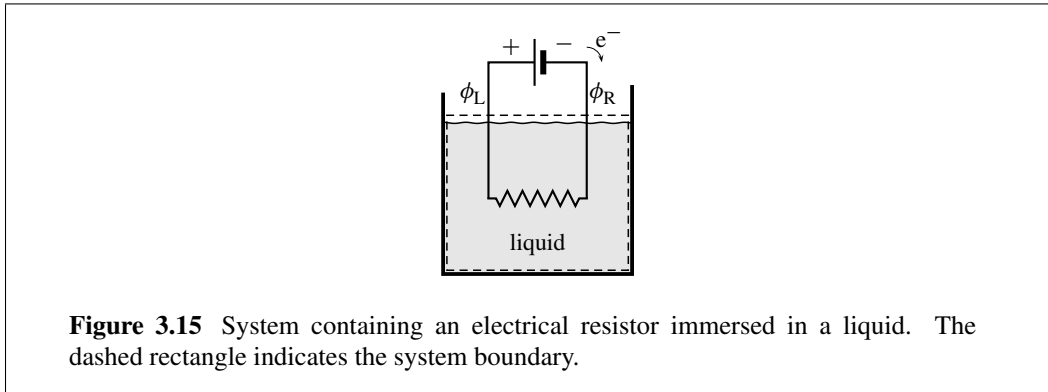 + − e⁻
ϕL ϕR
liquid
Figure 3.15 System containing an electrical resistor immersed in a liquid. The
dashed rectangle indicates the system boundary.